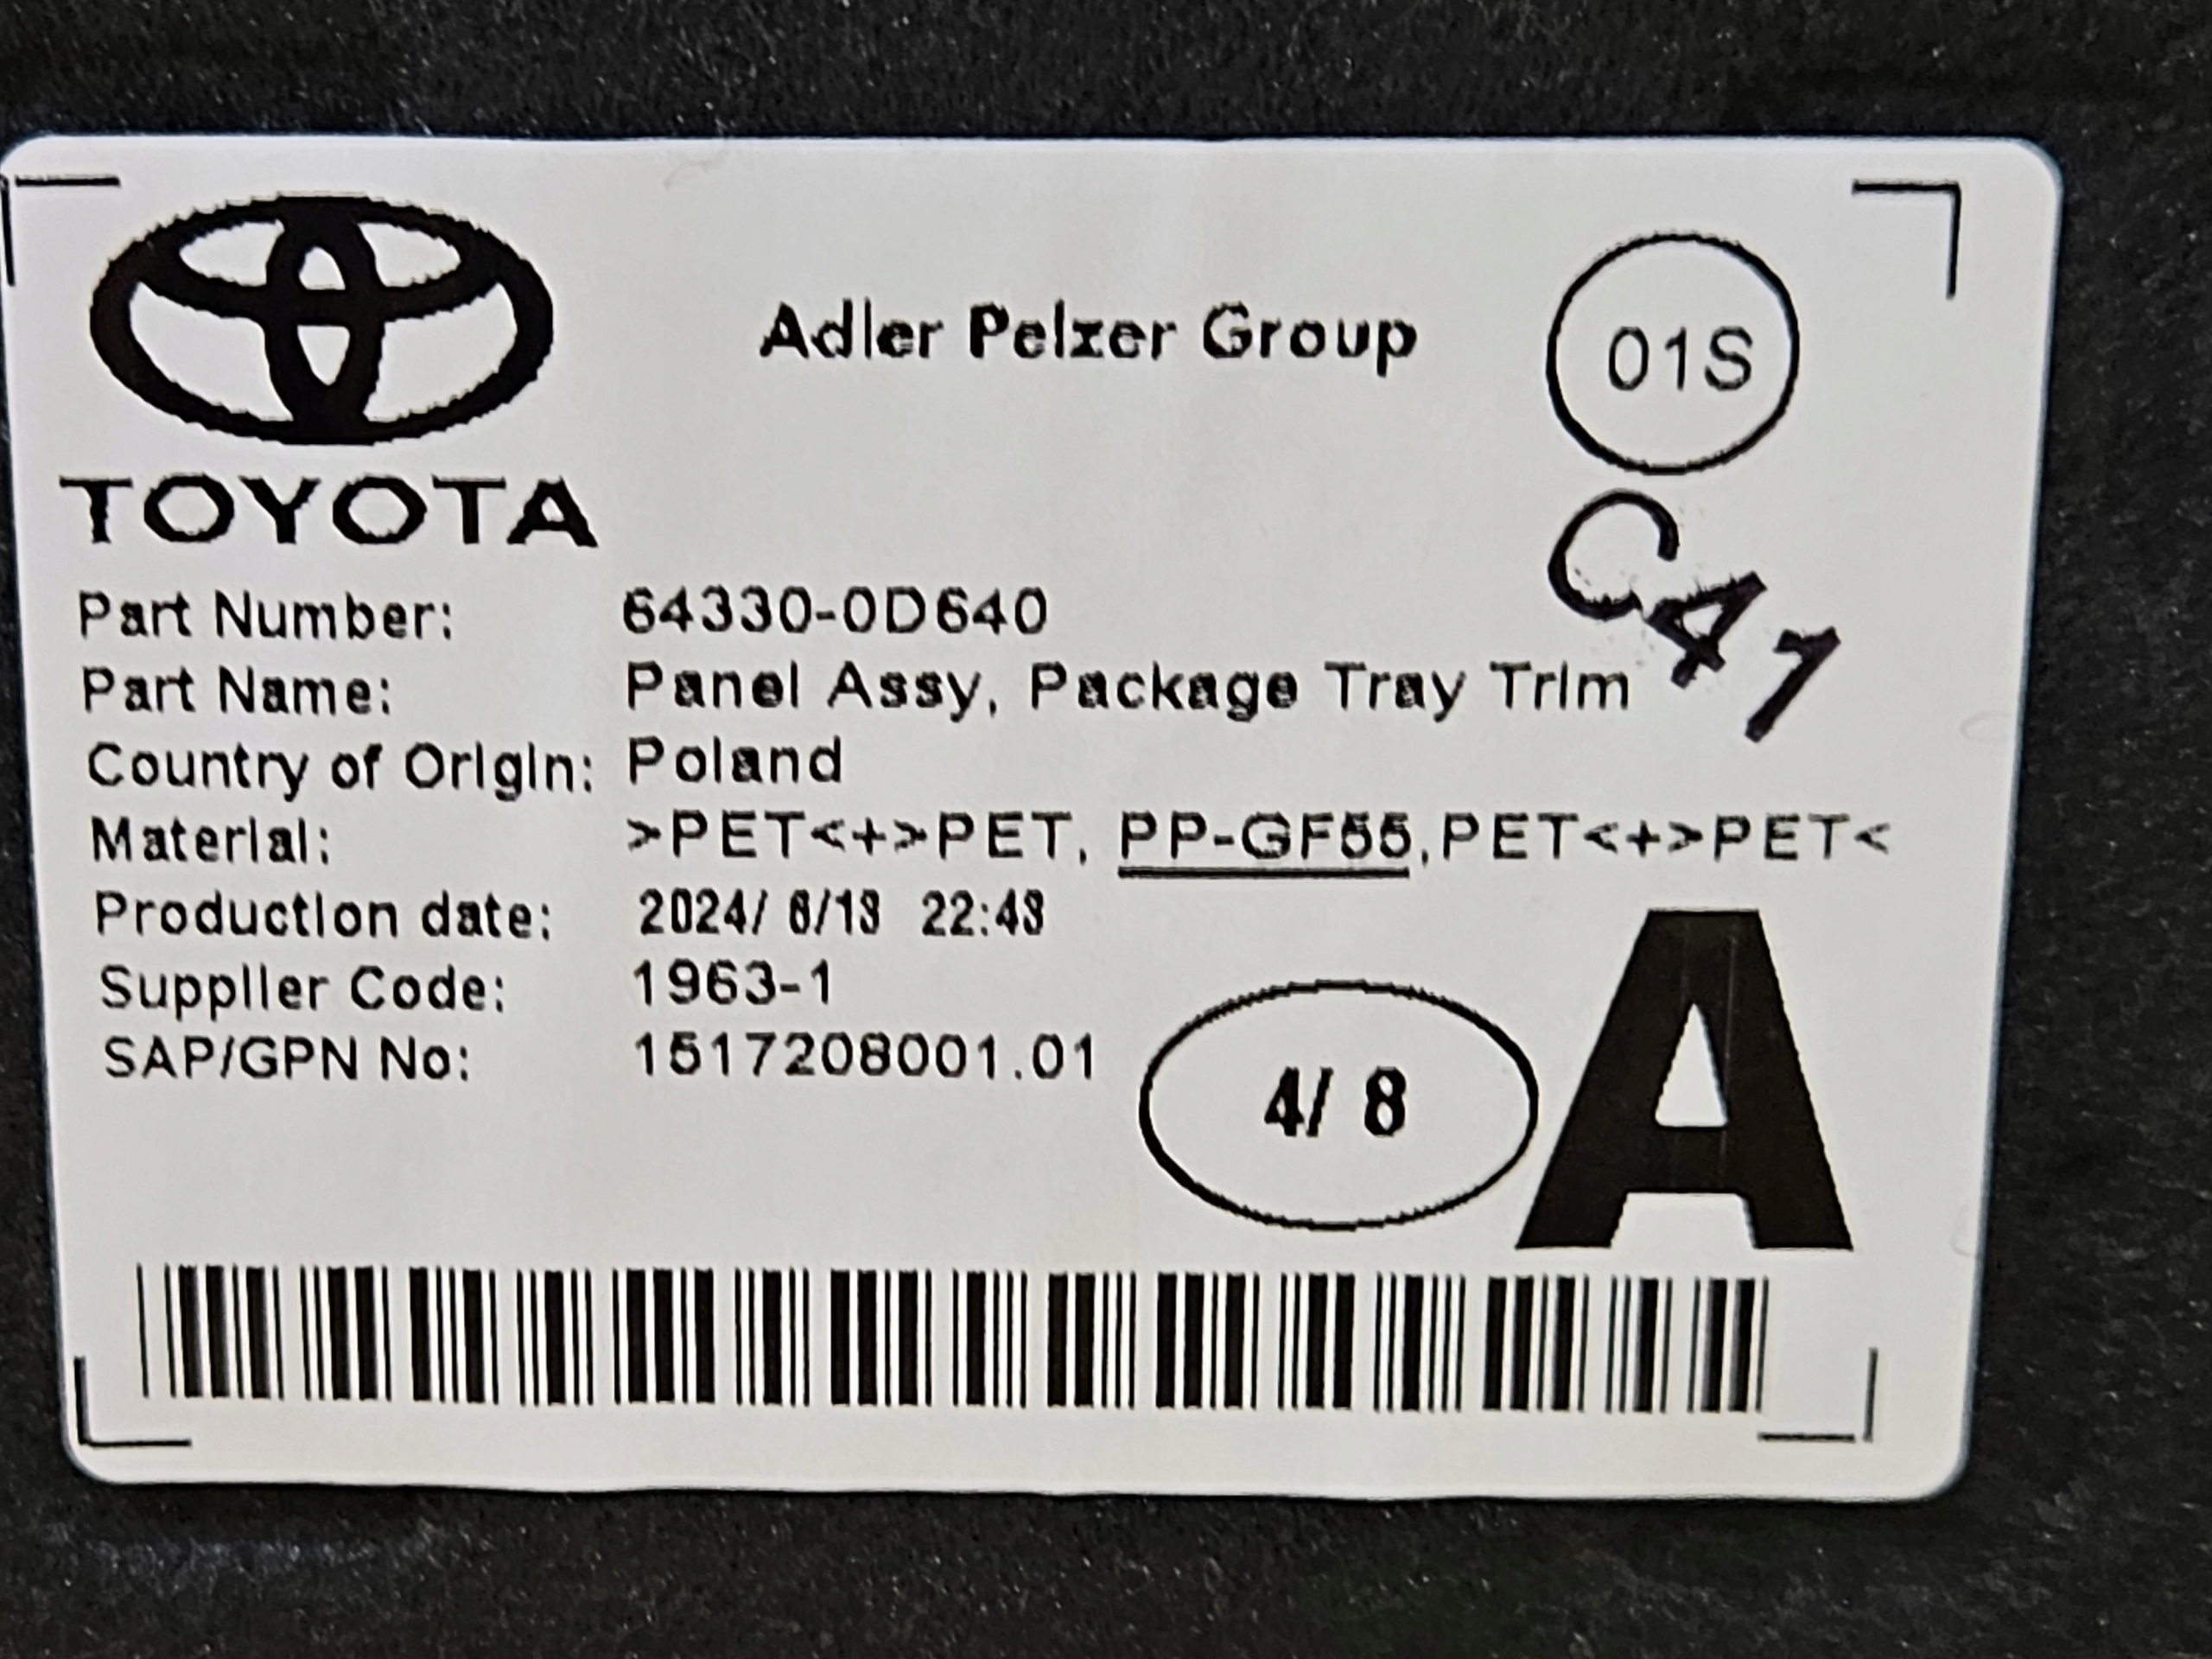 Adler Pelzer Group
01S
TOYOTA
C41
Part Number: 64330-0D640
Part Name: Panel Assy, Package Tray Trim
Country of Origin: Poland
Material: >PET<+>PET, PP-GF55,PET<+>PET<
Production date: 2024/ 6/13 22:43
Supplier Code: 1963-1
SAP/GPN No: 1517208001.01
4/ 8
A